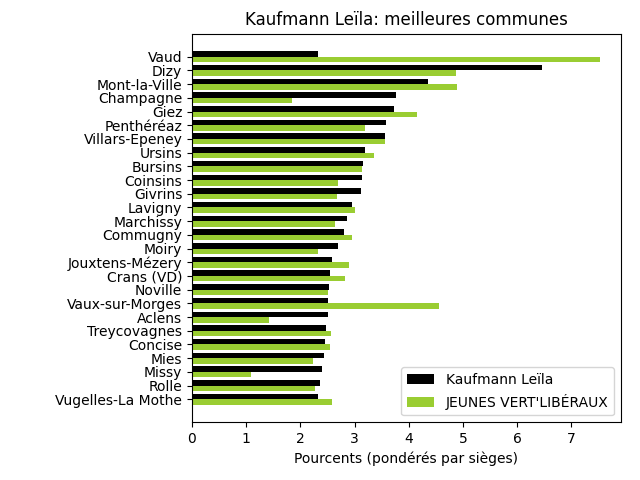 Kaufmann Leïla: meilleures communes
Vaud
Dizy
Mont-la-Ville
Champagne
Giez
Penthéréaz
Villars-Epeney
Ursins
Bursins
Coinsins
Givrins
Lavigny
Marchissy
Commugny
Moiry
Jouxtens-Mézery
Crans (VD)
Noville
Vaux-sur-Morges
Aclens
Treycovagnes
Concise
Mies
Missy
Rolle
Vugelles-La Mothe
Kaufmann Leïla
JEUNES VERT'LIBÉRAUX
0 1 2 3 4 5 6 7
Pourcents (pondérés par sièges)